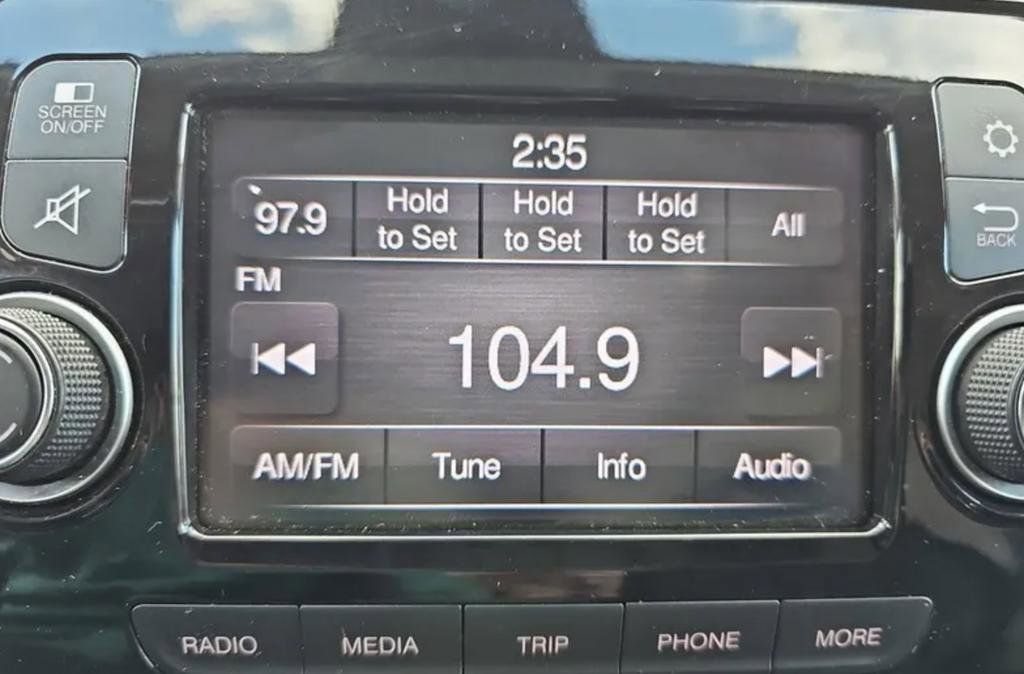 SCREEN
ON/OFF
2:35
97.9
Hold
to Set
Hold
to Set
Hold
to Set
All
BACK
FM
104.9
AM/FM
Tune
Info
Audio
RADIO
MEDIA
TRIP
PHONE
MORE